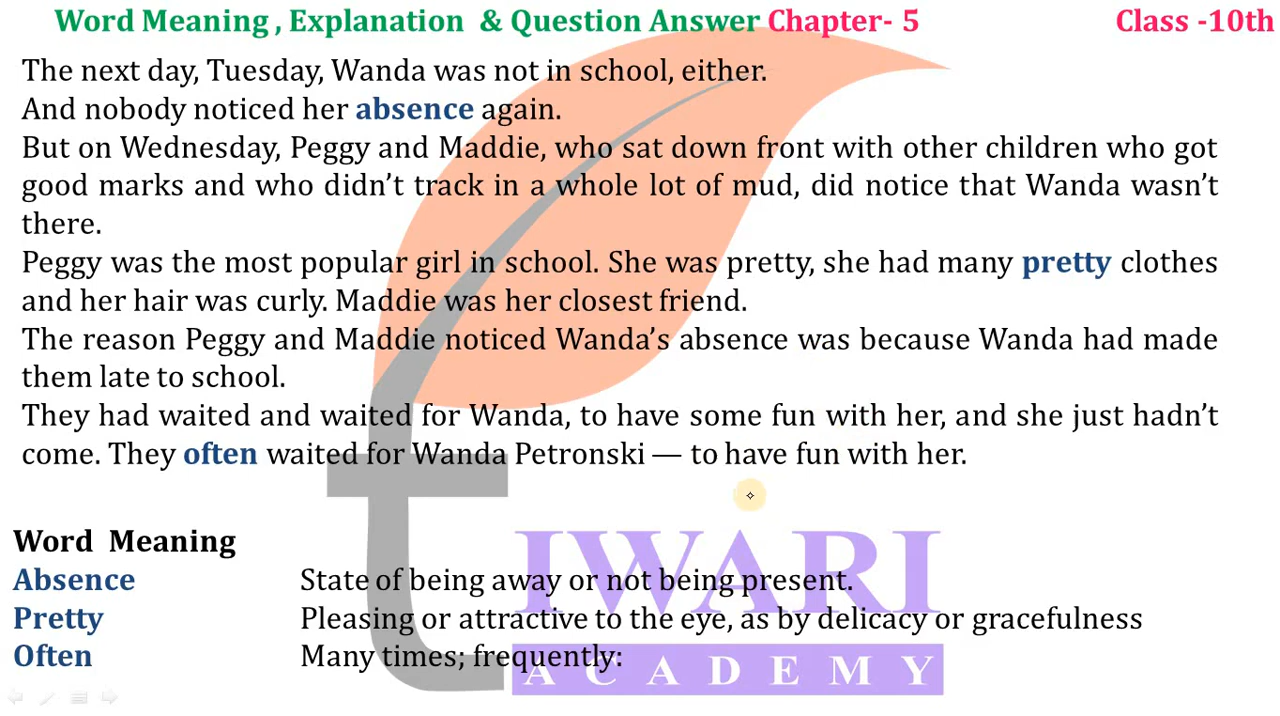 Word Meaning , Explanation & Question Answer Chapter- 5 Class -10th
The next day, Tuesday, Wanda was not in school, either.
And nobody noticed her absence again.
But on Wednesday, Peggy and Maddie, who sat down front with other children who got
good marks and who didn’t track in a whole lot of mud, did notice that Wanda wasn’t
there.
Peggy was the most popular girl in school. She was pretty, she had many pretty clothes
and her hair was curly. Maddie was her closest friend.
The reason Peggy and Maddie noticed Wanda’s absence was because Wanda had made
them late to school.
They had waited and waited for Wanda, to have some fun with her, and she just hadn’t
come. They often waited for Wanda Petronski — to have fun with her.
Word Meaning
Absence State of being away or not being present.
Pretty Pleasing or attractive to the eye, as by delicacy or gracefulness
Often Many times; frequently:
tIWARI
ACADEMY